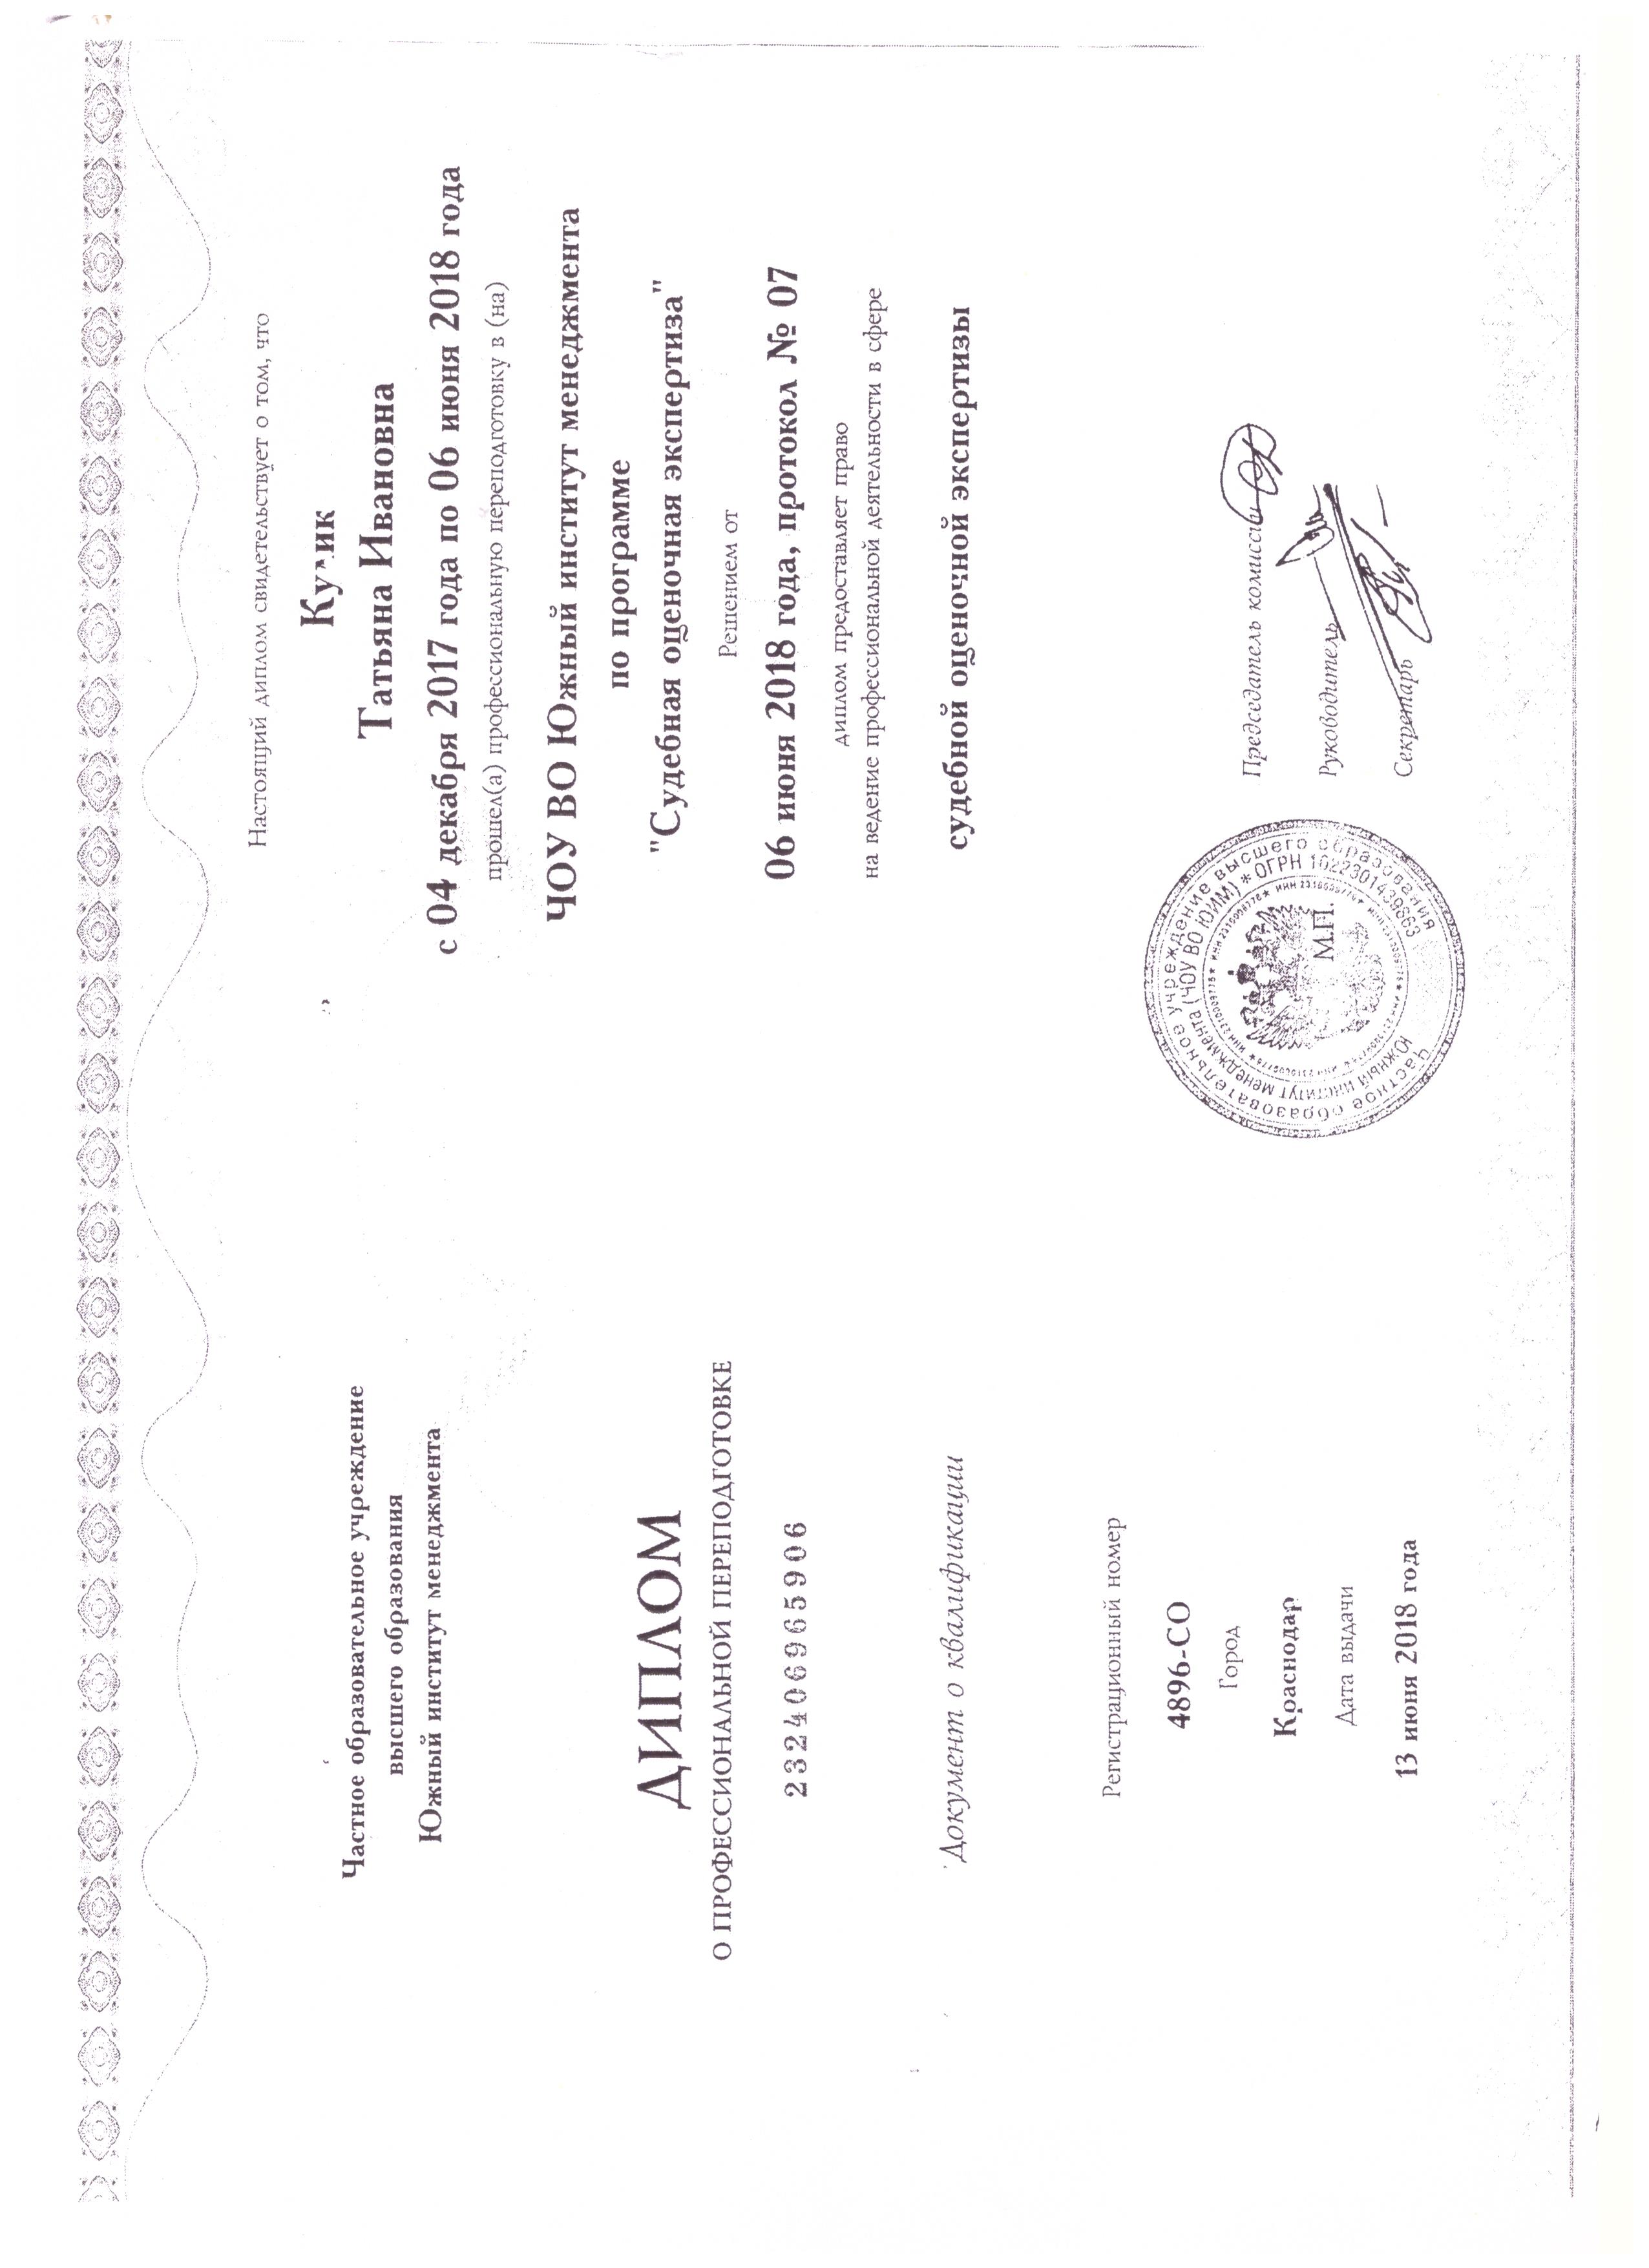 Частное образовательное учреждение
высшего образования
Южный институт менеджмента
ДИПЛОМ
О ПРОФЕССИОНАЛЬНОЙ ПЕРЕПОДГОТОВКЕ
232406965906
Документ о квалификации
Регистрационный номер
4896-СО
Город
Краснодар
Дата выдачи
13 июня 2018 года
Настоящий диплом свидетельствует о том, что
Татьяна Ивановна
с 04 декабря 2017 года по 06 июня 2018 года
прошел(а) профессиональную переподготовку в (на)
ЧОУ ВО Южный институт менеджмента
по программе
"Судебная оценочная экспертиза"
Решением от
06 июня 2018 года, протокол № 07
диплом предоставляет право
на ведение профессиональной деятельности в сфере
судебной оценочной экспертизы
Частное образовательное учреждение высшего образования
Южный институт менеджмента (ЧОУ ВО ЮИМ) * ОГРН
М.П.
Председатель комиссии
Руководитель
Секретарь